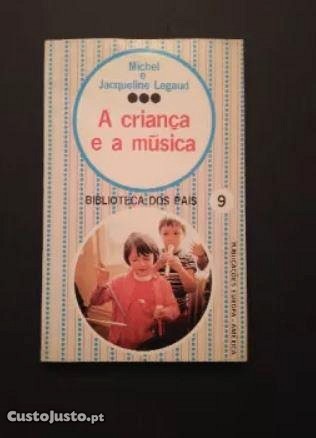 Michel
e
Jacqueline Legaud
A criança
e a música
BIBLIOTECA DOS PAIS
9
PUBLICAÇÕES EUROPA-AMÉRICA
CustoJusto.pt